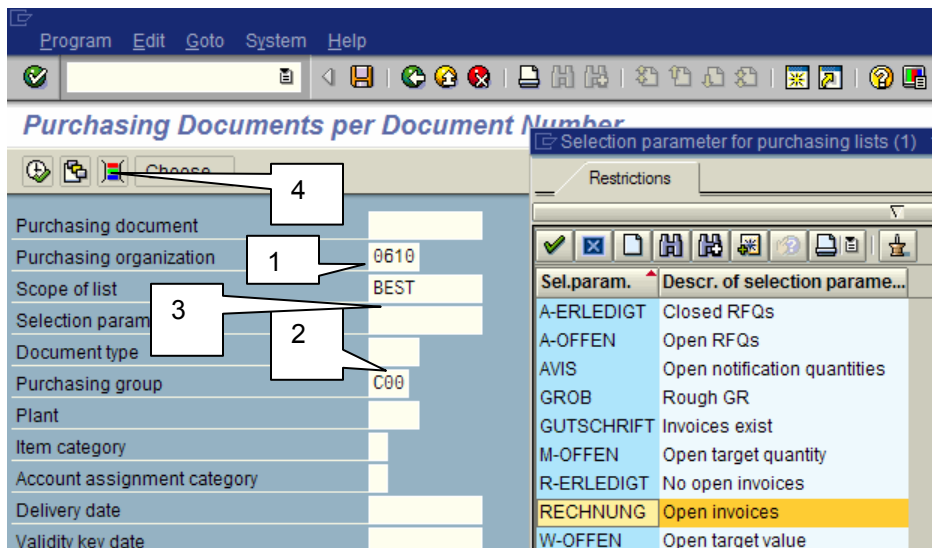 Program Edit Goto System Help
Purchasing Documents per Document Number
Choose
4
Purchasing document
Purchasing organization 0610
1
Scope of list BEST
3
Selection param
2
Document type
Purchasing group C00
Plant
Item category
Account assignment category
Delivery date
Validity key date
Selection parameter for purchasing lists (1)
Restrictions
Sel.param. Descr. of selection parame...
A-ERLEDIGT Closed RFQs
A-OFFEN Open RFQs
AVIS Open notification quantities
GROB Rough GR
GUTSCHRIFT Invoices exist
M-OFFEN Open target quantity
R-ERLEDIGT No open invoices
RECHNUNG Open invoices
W-OFFEN Open target value